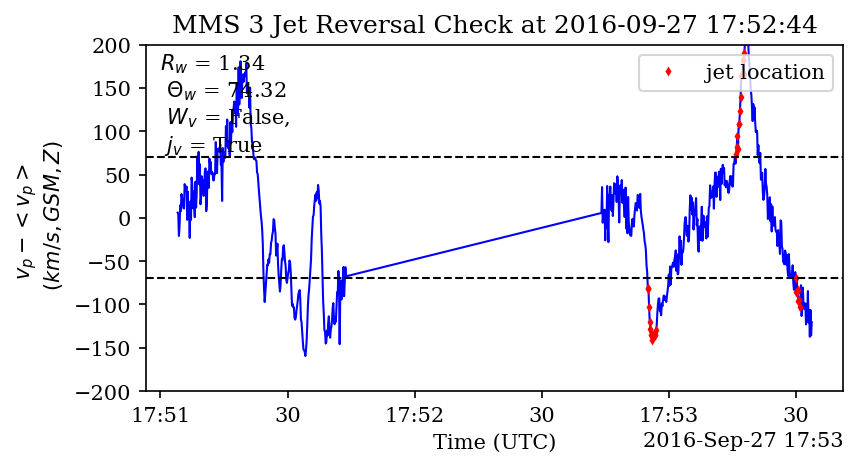 MMS 3 Jet Reversal Check at 2016-09-27 17:52:44
R_w = 1.34
Θ_w = 74.32
W_v = False,
j_v = True
jet location
200
150
100
50
0
−50
−100
−150
−200
v_p − < v_p >
(km/s, GSM, Z)
17:51 30 17:52 30 17:53 30
Time (UTC)
2016-Sep-27 17:53